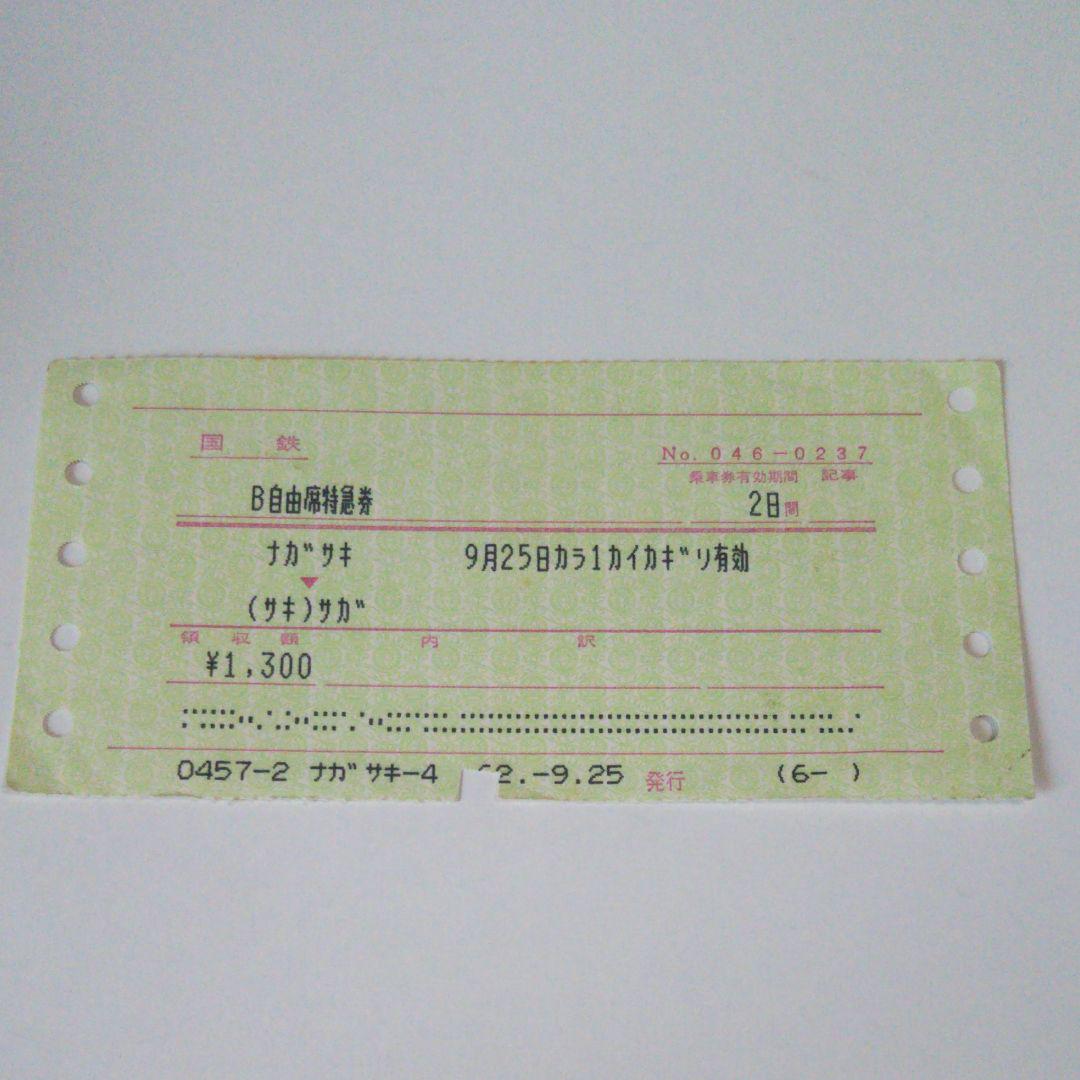 国鉄
No. 046-0237
乗車券有効期間 記事
B自由席特急券 2日間
ナガサキ 9月25日カラ1カイカギリ有効
▼
(サキ)サガ
領収額 内訳
¥1,300
0457-2 ナガサキ-4 62.-9.25 発行 (6- )